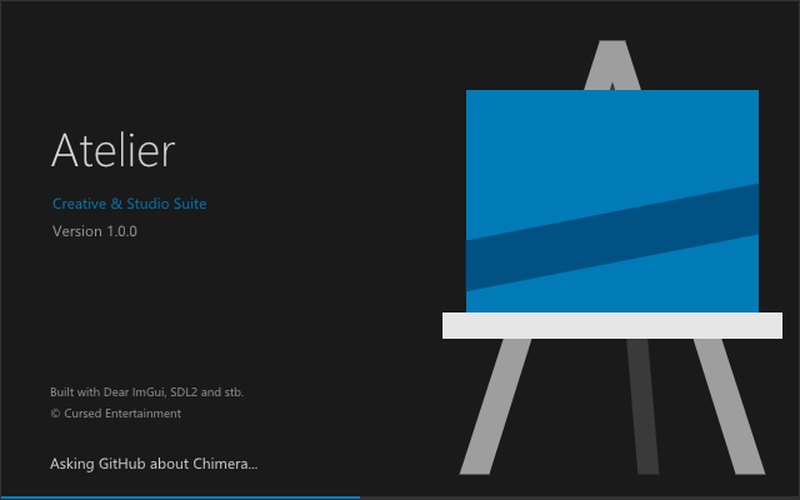 Atelier
Creative & Studio Suite
Version 1.0.0
Built with Dear ImGui, SDL2 and stb.
© Cursed Entertainment
Asking GitHub about Chimera...